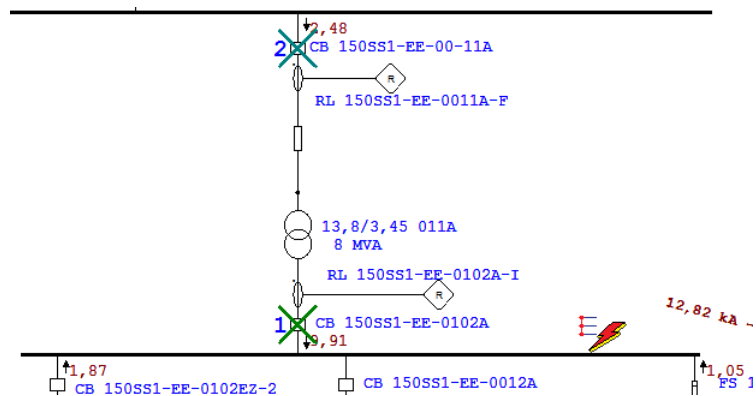 2,48
2 CB 150SS1-EE-00-11A
R
RL 150SS1-EE-0011A-F
13,8/3,45 011A
8 MVA
RL 150SS1-EE-0102A-I
R
12,82 kA
1 CB 150SS1-EE-0102A
9,91
1,87
1,05
CB 150SS1-EE-0102EZ-2
CB 150SS1-EE-0012A
FS 1